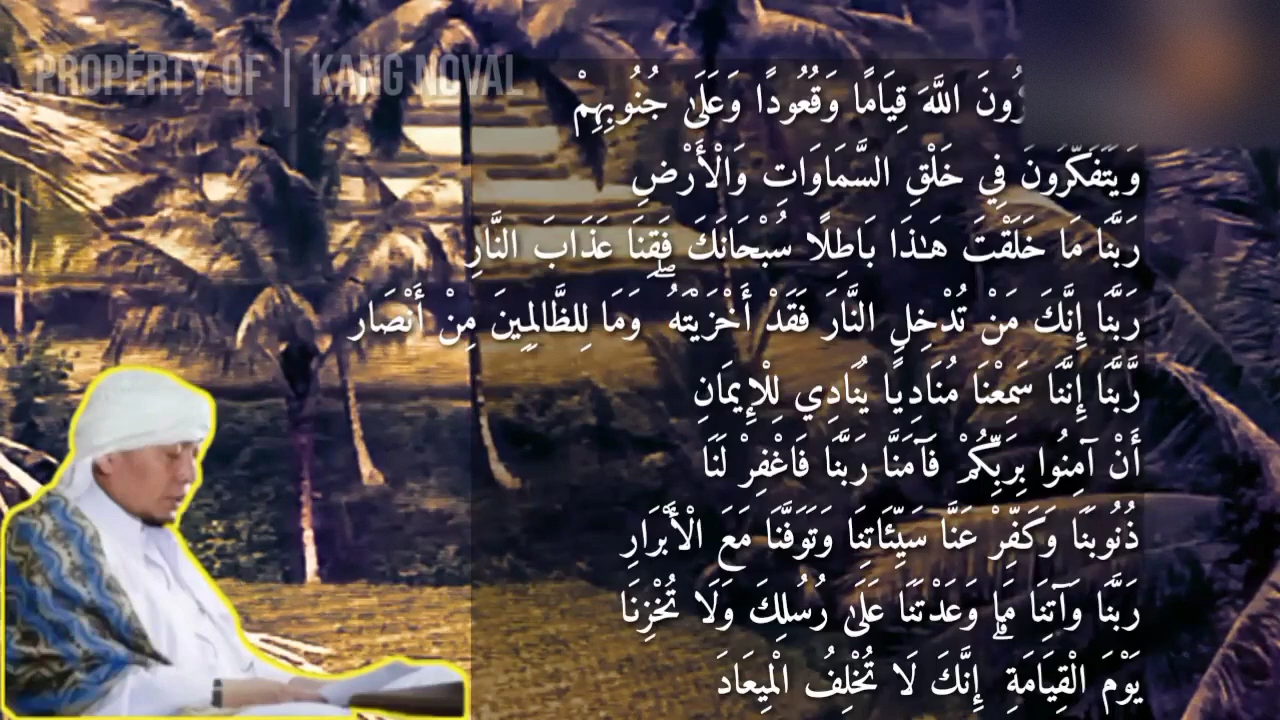 PROPERTY OF | KANG NOVAL
اللَّهَ قِيَامًا وَقُعُودًا وَعَلَىٰ جُنُوبِهِمْ
وَيَتَفَكَّرُونَ فِي خَلْقِ السَّمَاوَاتِ وَالْأَرْضِ
رَبَّنَا مَا خَلَقْتَ هَٰذَا بَاطِلًا سُبْحَانَكَ فَقِنَا عَذَابَ النَّارِ
رَبَّنَا إِنَّكَ مَنْ تُدْخِلِ النَّارَ فَقَدْ أَخْزَيْتَهُ ۖ وَمَا لِلظَّالِمِينَ مِنْ أَنْصَار
رَّبَّنَا إِنَّنَا سَمِعْنَا مُنَادِيًا يُنَادِي لِلْإِيمَانِ
أَنْ آمِنُوا بِرَبِّكُمْ فَآمَنَّا رَبَّنَا فَاغْفِرْ لَنَا
ذُنُوبَنَا وَكَفِّرْ عَنَّا سَيِّئَاتِنَا وَتَوَفَّنَا مَعَ الْأَبْرَارِ
رَبَّنَا وَآتِنَا مَا وَعَدْتَنَا عَلَىٰ رُسُلِكَ وَلَا تُخْزِنَا
يَوْمَ الْقِيَامَةِ ۗ إِنَّكَ لَا تُخْلِفُ الْمِيعَادَ